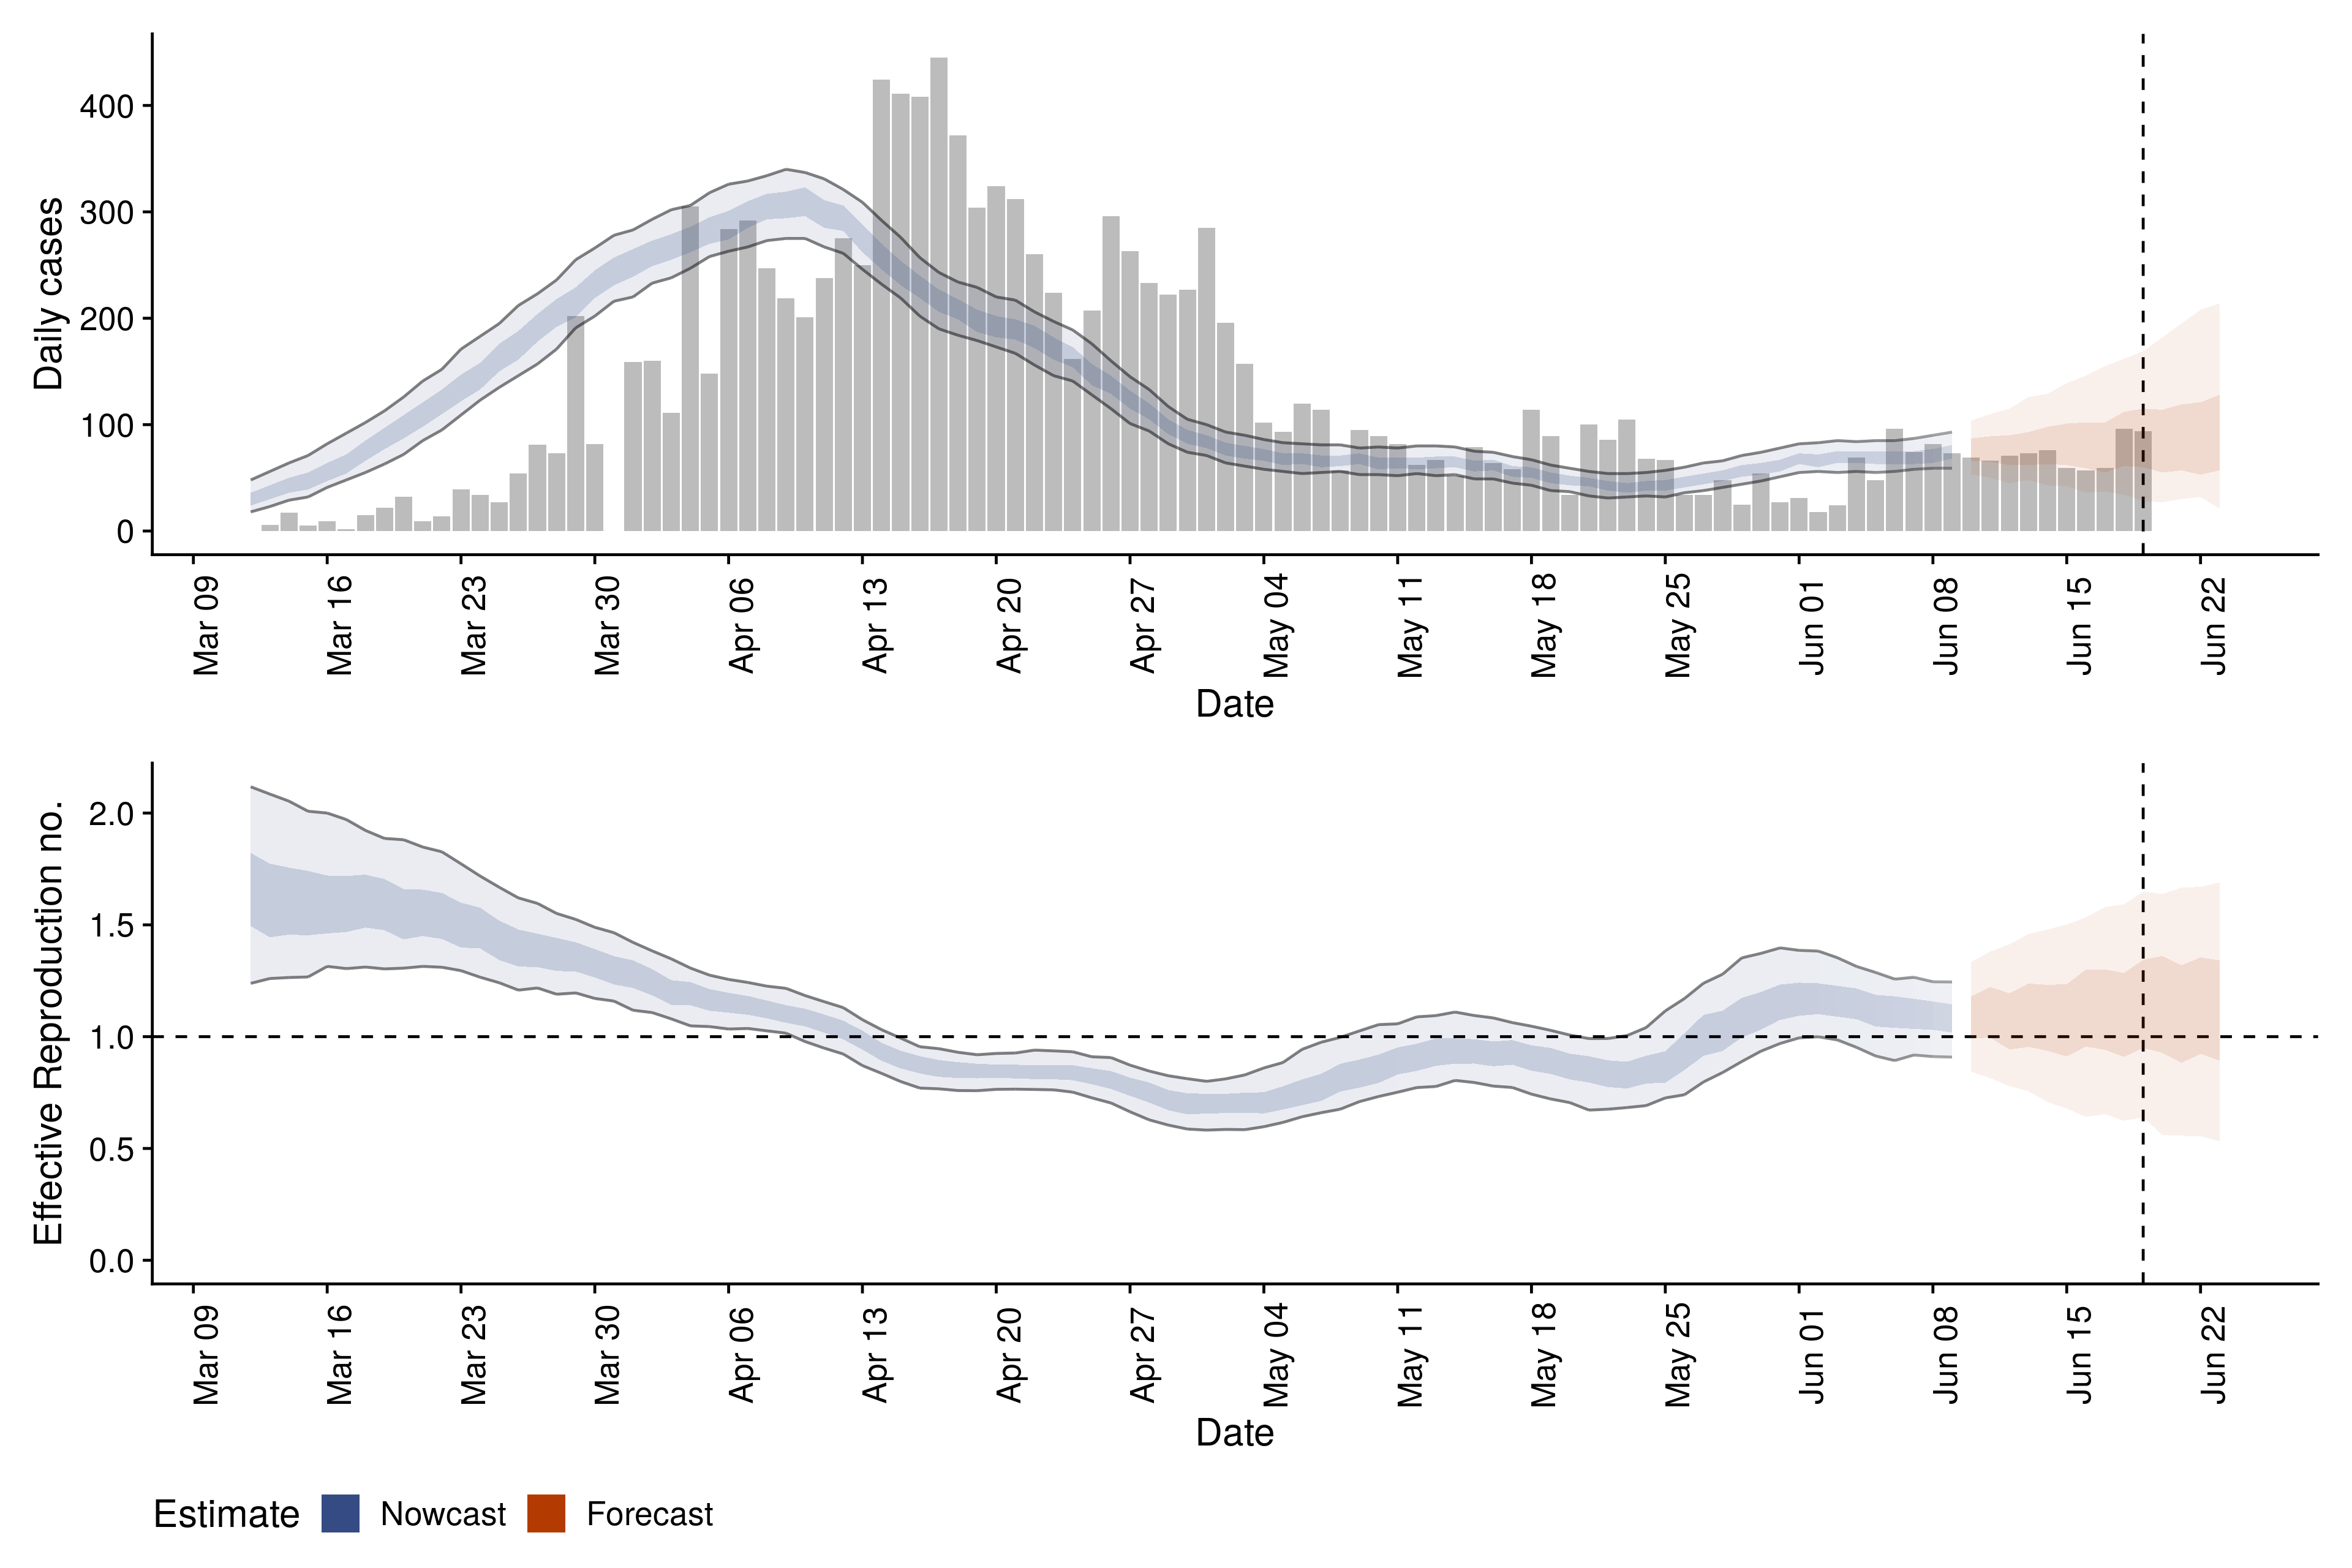 Daily cases
400
300
200
100
0
Mar 09
Mar 16
Mar 23
Mar 30
Apr 06
Apr 13
Apr 20
Apr 27
May 04
May 11
May 18
May 25
Jun 01
Jun 08
Jun 15
Jun 22
Date
Effective Reproduction no.
2.0
1.5
1.0
0.5
0.0
Mar 09
Mar 16
Mar 23
Mar 30
Apr 06
Apr 13
Apr 20
Apr 27
May 04
May 11
May 18
May 25
Jun 01
Jun 08
Jun 15
Jun 22
Date
Estimate Nowcast Forecast